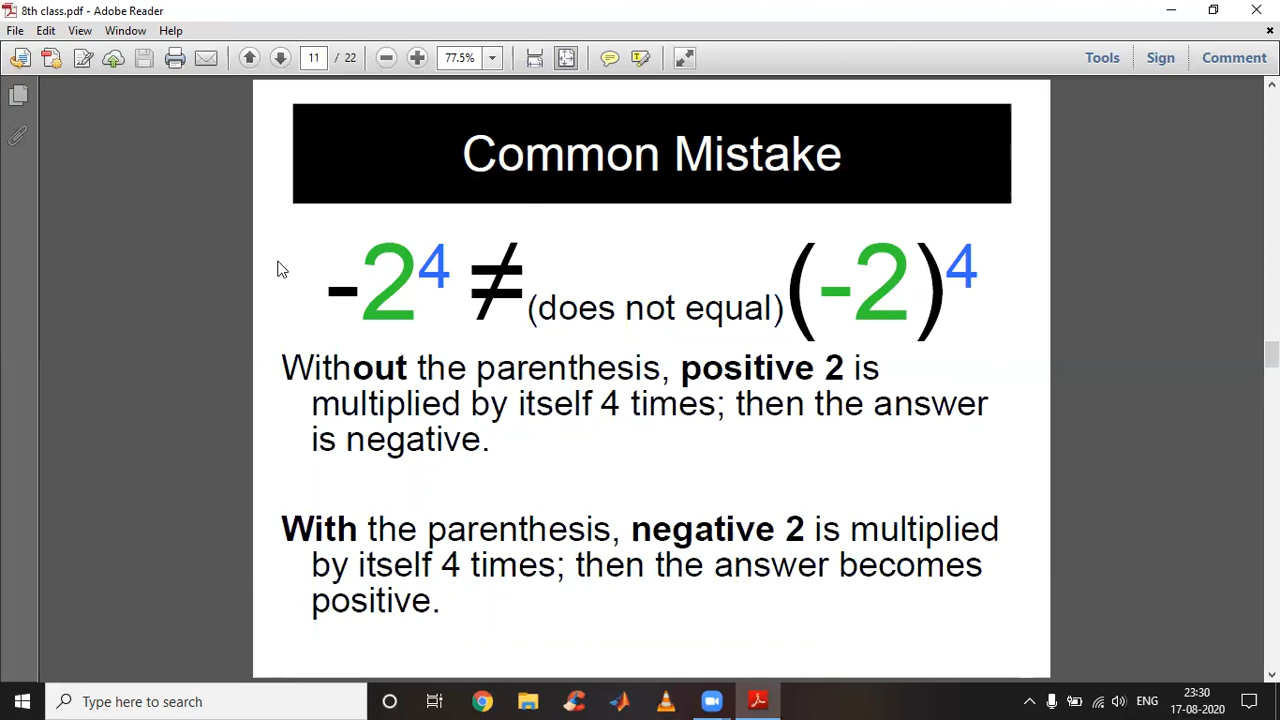 8th class.pdf - Adobe Reader
File Edit View Window Help
11 / 22 77.5% Tools Sign Comment
Common Mistake
-2⁴ ≠ (does not equal) (-2)⁴
Without the parenthesis, positive 2 is
multiplied by itself 4 times; then the answer
is negative.
With the parenthesis, negative 2 is multiplied
by itself 4 times; then the answer becomes
positive.
Type here to search
ENG
23:30
17-08-2020